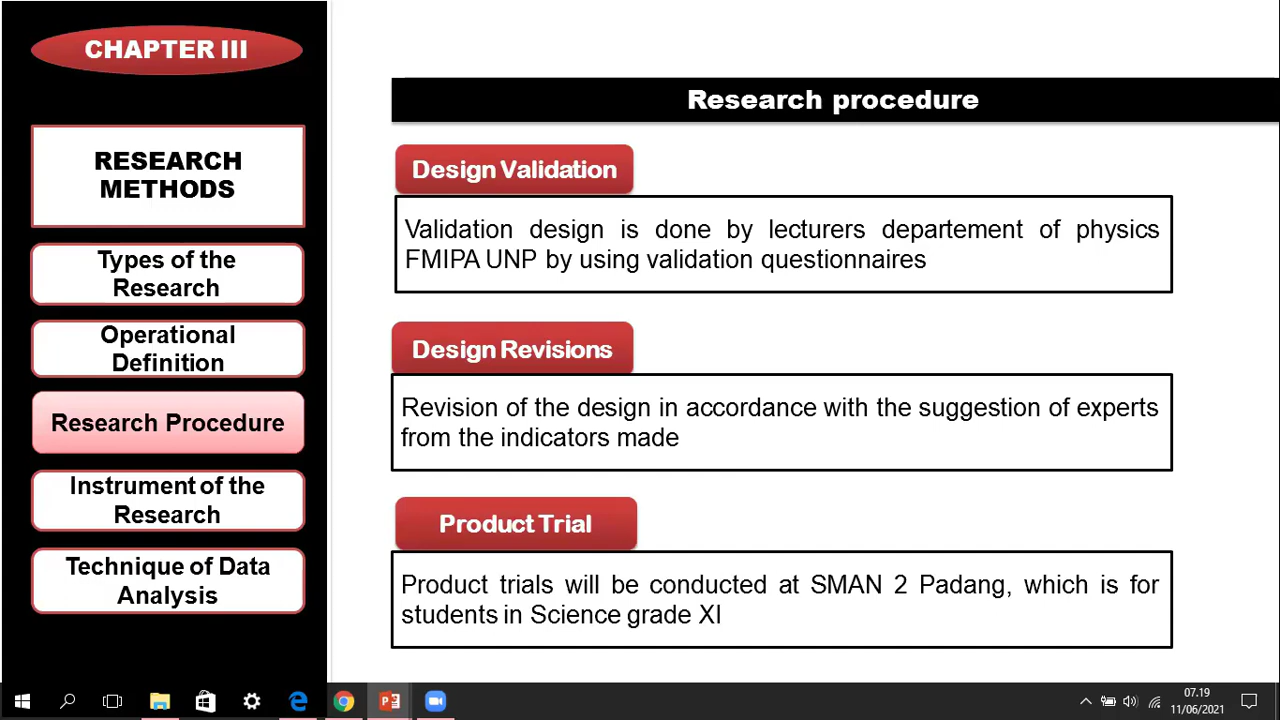 CHAPTER III
RESEARCH
METHODS
Types of the
Research
Operational
Definition
Research Procedure
Instrument of the
Research
Technique of Data
Analysis
Research procedure
Design Validation
Validation design is done by lecturers departement of physics
FMIPA UNP by using validation questionnaires
Design Revisions
Revision of the design in accordance with the suggestion of experts
from the indicators made
Product Trial
Product trials will be conducted at SMAN 2 Padang, which is for
students in Science grade XI
07.19
11/06/2021